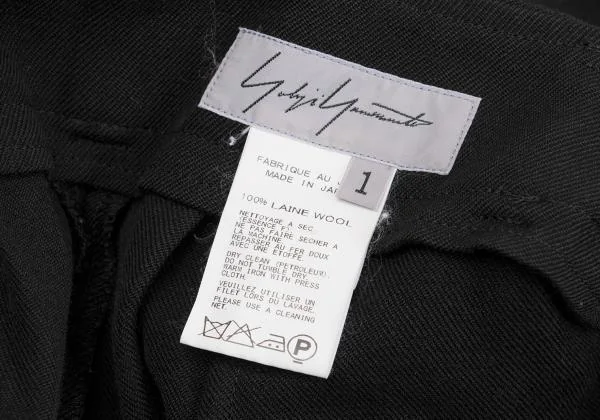 Yohji Yamamoto
FABRIQUE AU
MADE IN JA
1
100% LAINE WOOL
NETTOYAGE A SEC
(ESSENCE F).
NE PAS FAIRE SECHER A
LA MACHINE
REPASSER AU FER DOUX
AVEC UNE ETOFFE.
DRY CLEAN (PETROLEUM).
DO NOT TUMBLE DRY
WARM IRON WITH PRESS
CLOTH.
VEUILLEZ UTILISER UN
FILET LORS DU LAVAGE.
PLEASE USE A CLEANING
NET.
P